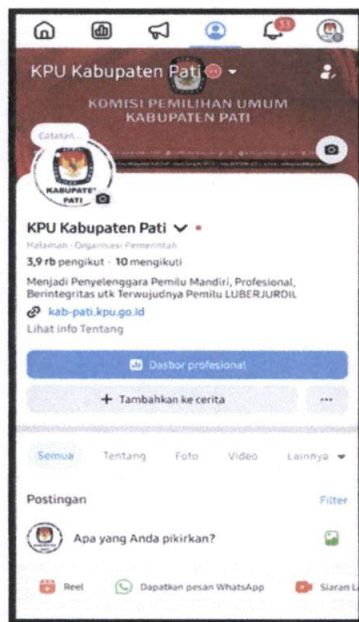 33
KPU Kabupaten Pati
KOMISI PEMILIHAN UMUM
KABUPATEN PATI
Catatan...
KABUPATEN
PATI
KPU Kabupaten Pati
Halaman · Organisasi Pemerintah
3,9 rb pengikut · 10 mengikuti
Menjadi Penyelenggara Pemilu Mandiri, Profesional,
Berintegritas utk Terwujudnya Pemilu LUBERJURDIL
kab-pati.kpu.go.id
Lihat info Tentang
Dasbor profesional
+ Tambahkan ke cerita
...
Semua Tentang Foto Video Lainnya
Postingan Filter
Apa yang Anda pikirkan?
Reel Dapatkan pesan WhatsApp Siaran La